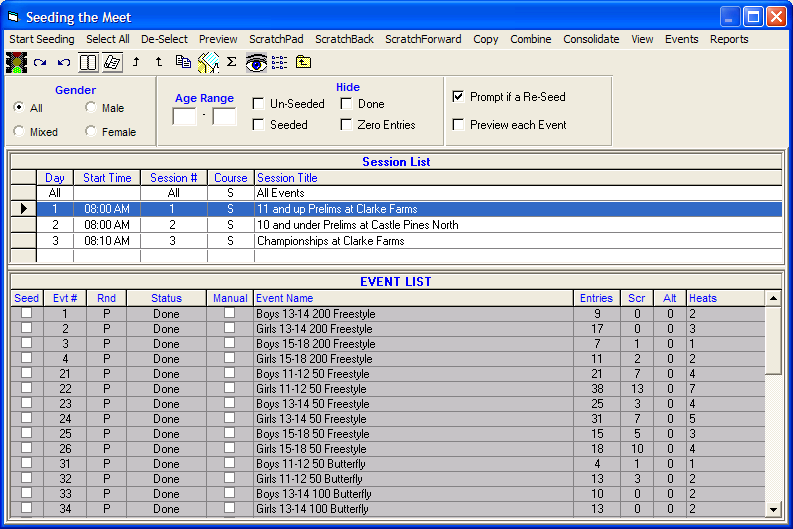 Seeding the Meet
Start Seeding Select All De-Select Preview ScratchPad ScratchBack ScratchForward Copy Combine Consolidate View Events Reports
Gender
All Male
Mixed Female
Age Range
-
Hide
Un-Seeded Done
Seeded Zero Entries
Prompt if a Re-Seed
Preview each Event
Session List
Day Start Time Session # Course Session Title
All All S All Events
1 08:00 AM 1 S 11 and up Prelims at Clarke Farms
2 08:00 AM 2 S 10 and under Prelims at Castle Pines North
3 08:10 AM 3 S Championships at Clarke Farms
EVENT LIST
Seed Evt # Rnd Status Manual Event Name Entries Scr Alt Heats
1 P Done Boys 13-14 200 Freestyle 9 0 0 2
2 P Done Girls 13-14 200 Freestyle 17 0 0 3
3 P Done Boys 15-18 200 Freestyle 7 1 0 1
4 P Done Girls 15-18 200 Freestyle 11 2 0 2
21 P Done Boys 11-12 50 Freestyle 21 7 0 4
22 P Done Girls 11-12 50 Freestyle 38 13 0 7
23 P Done Boys 13-14 50 Freestyle 25 3 0 4
24 P Done Girls 13-14 50 Freestyle 31 7 0 5
25 P Done Boys 15-18 50 Freestyle 15 5 0 3
26 P Done Girls 15-18 50 Freestyle 18 10 0 4
31 P Done Boys 11-12 50 Butterfly 4 1 0 1
32 P Done Girls 11-12 50 Butterfly 13 3 0 2
33 P Done Boys 13-14 100 Butterfly 10 0 0 2
34 P Done Girls 13-14 100 Butterfly 13 0 0 2